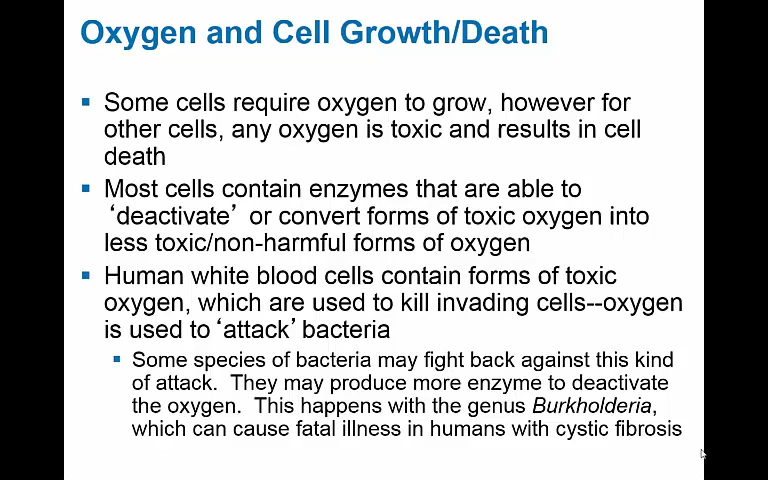 Oxygen and Cell Growth/Death
▪ Some cells require oxygen to grow, however for
other cells, any oxygen is toxic and results in cell
death
▪ Most cells contain enzymes that are able to
‘deactivate’ or convert forms of toxic oxygen into
less toxic/non-harmful forms of oxygen
▪ Human white blood cells contain forms of toxic
oxygen, which are used to kill invading cells--oxygen
is used to ‘attack’ bacteria
▪ Some species of bacteria may fight back against this kind
of attack.  They may produce more enzyme to deactivate
the oxygen.  This happens with the genus Burkholderia,
which can cause fatal illness in humans with cystic fibrosis